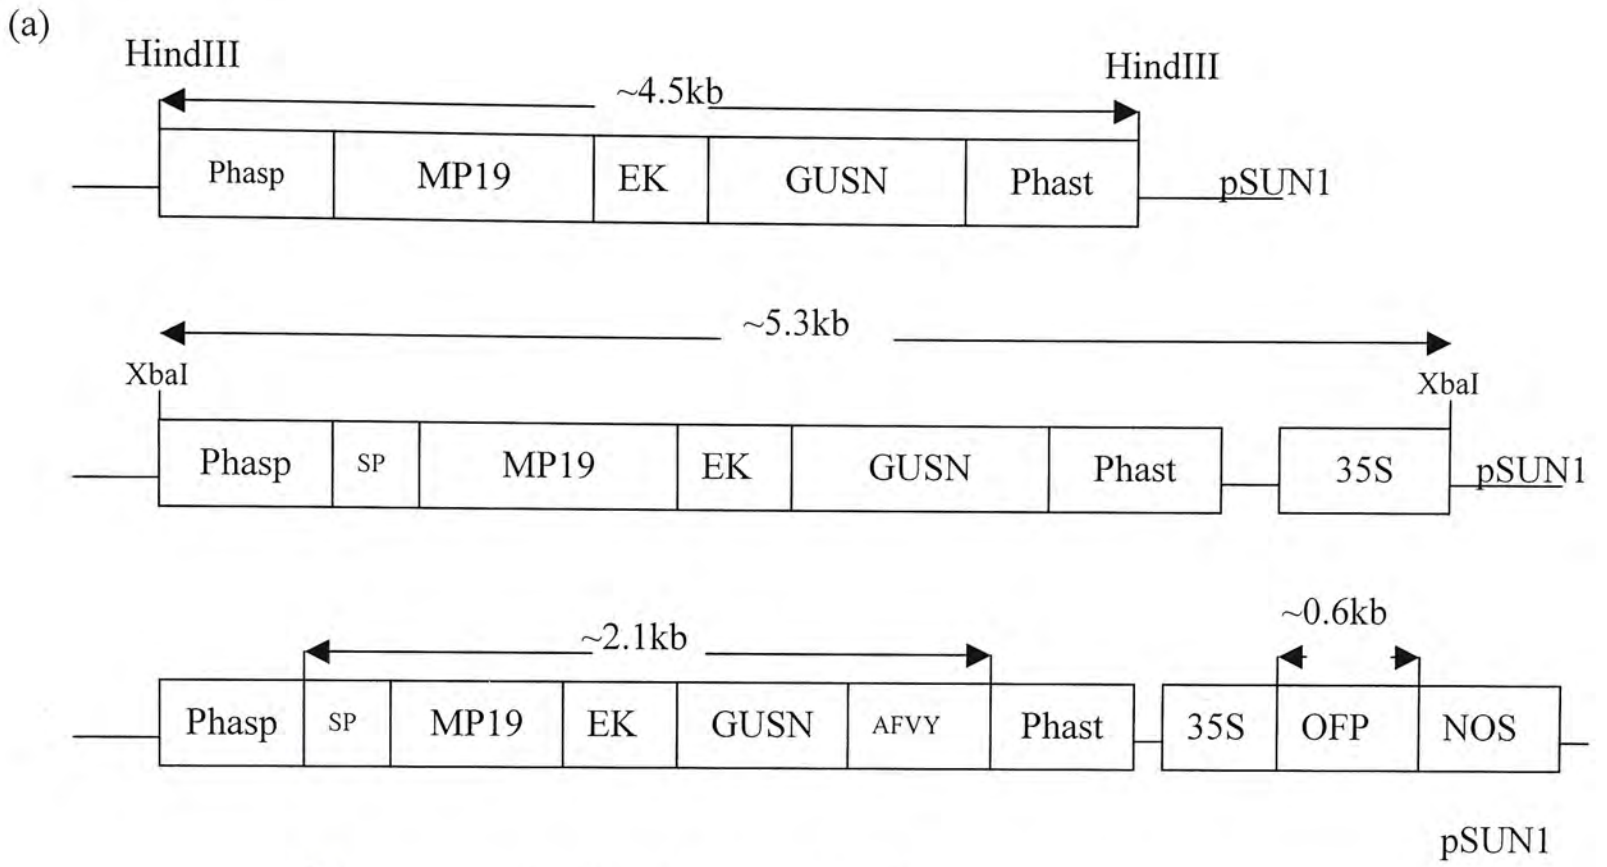 (a)
HindIII HindIII
~4.5kb
Phasp MP19 EK GUSN Phast pSUN1
~5.3kb
XbaI XbaI
Phasp SP MP19 EK GUSN Phast 35S pSUN1
~2.1kb ~0.6kb
Phasp SP MP19 EK GUSN AFVY Phast 35S OFP NOS
pSUN1